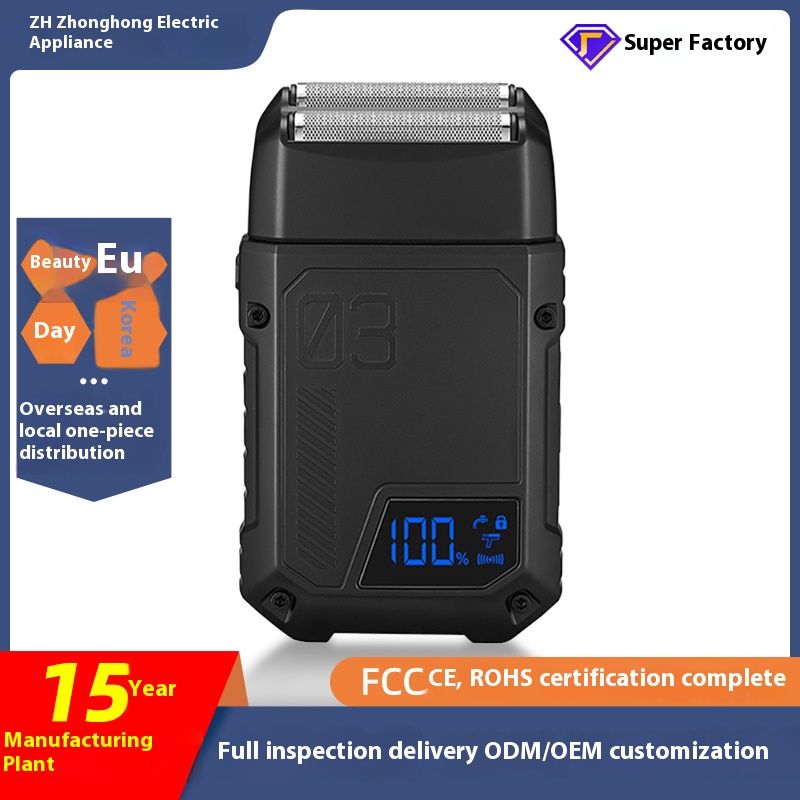 ZH Zhonghong Electric
Appliance
Super Factory
03
Beauty Eu
Day Korea
Overseas and
local one-piece
distribution
100%
15 Year
Manufacturing
Plant
FCC CE, ROHS certification complete
Full inspection delivery ODM/OEM customization